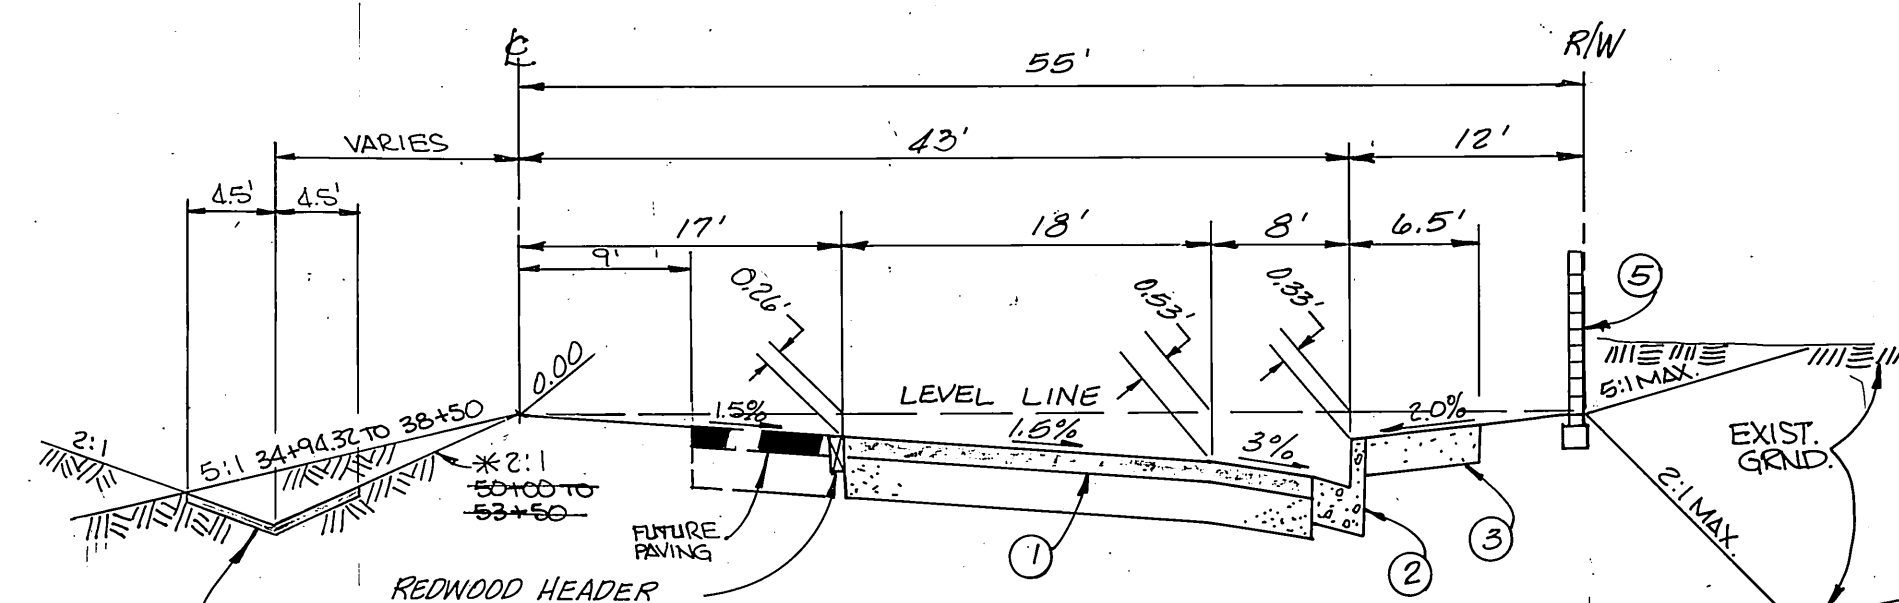 ℄
R/W
55'
VARIES
43'
12'
4.5'
4.5'
17'
18'
8'
6.5'
9'
0.26'
0.53'
0.33'
5
0.00
LEVEL LINE
1.5%
1.5%
3%
2.0%
5:1 MAX.
2:1
5:1 34+94.32 TO 38+50
* 2:1
50+00 TO
53+50
EXIST.
GRND.
2:1 MAX.
FUTURE
PAVING
REDWOOD HEADER
1
2
3